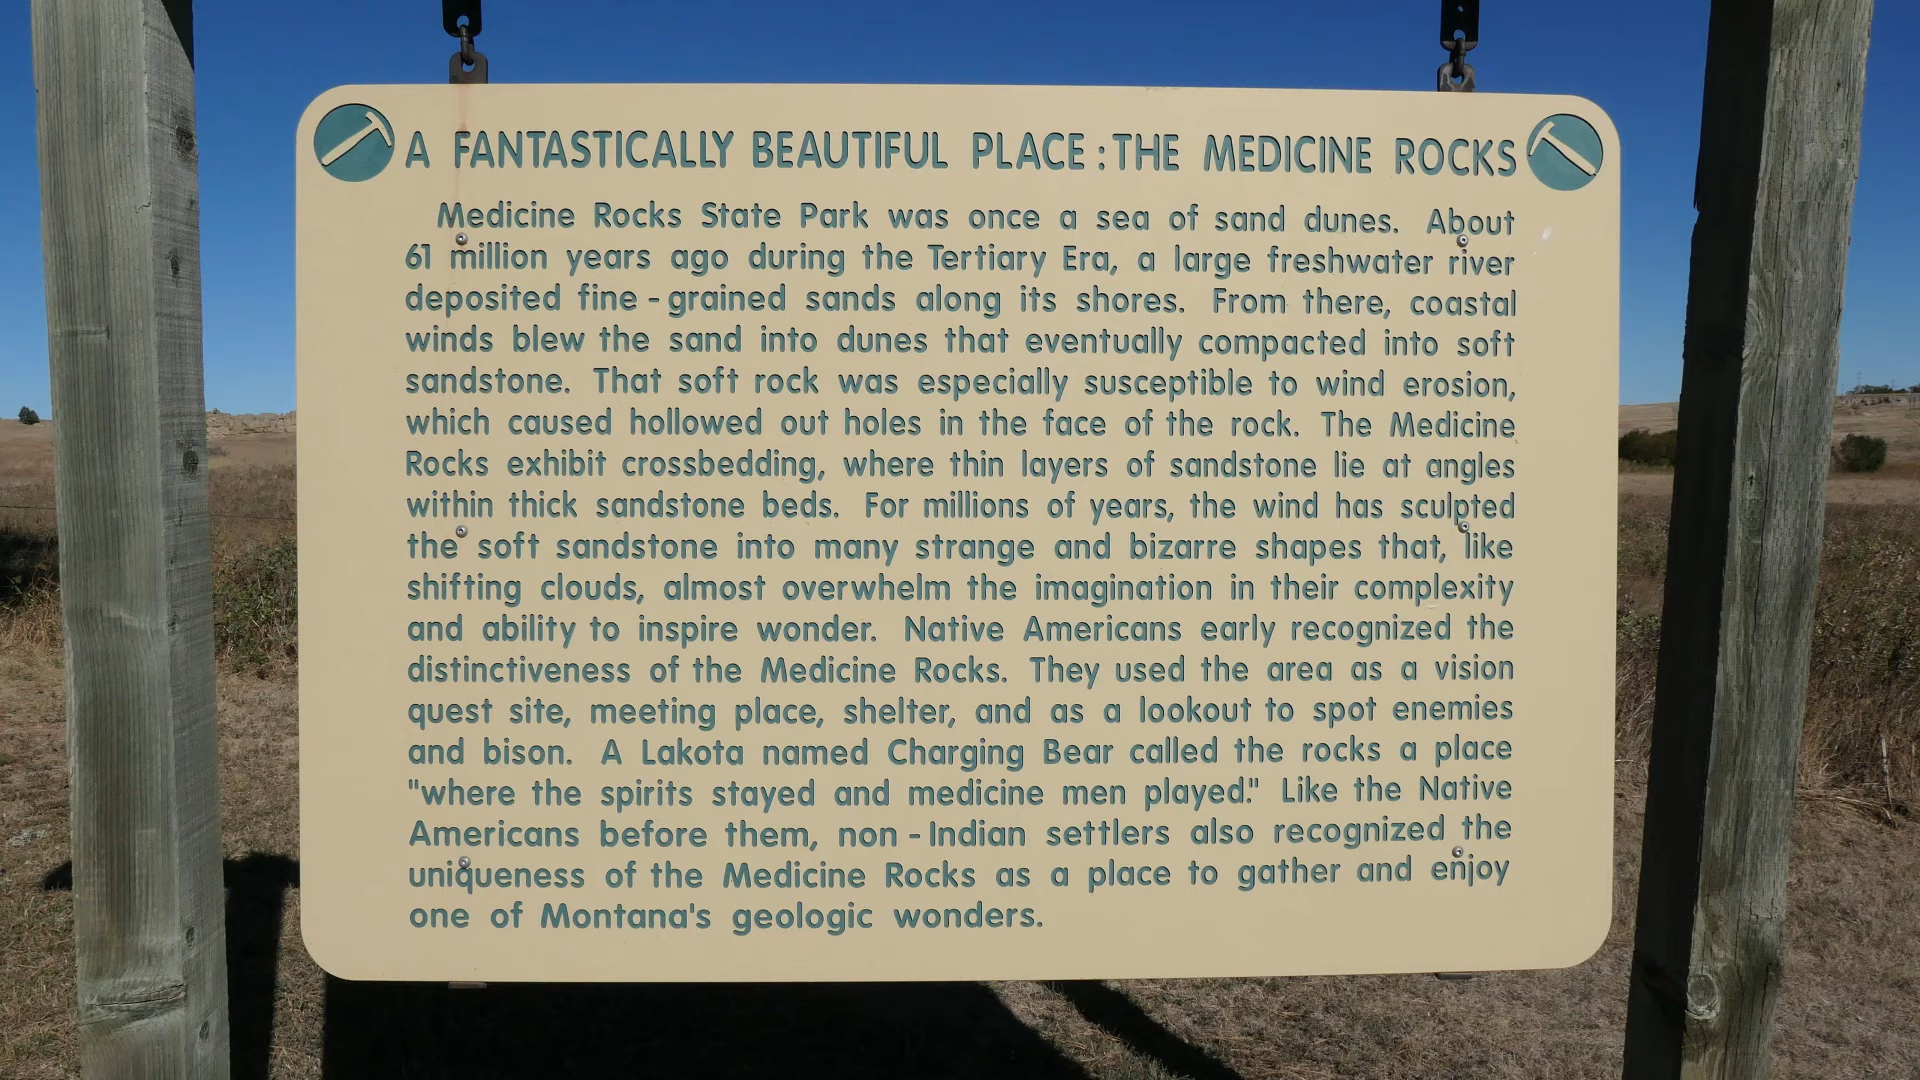 A FANTASTICALLY BEAUTIFUL PLACE : THE MEDICINE ROCKS
Medicine Rocks State Park was once a sea of sand dunes. About
61 million years ago during the Tertiary Era, a large freshwater river
deposited fine - grained sands along its shores. From there, coastal
winds blew the sand into dunes that eventually compacted into soft
sandstone. That soft rock was especially susceptible to wind erosion,
which caused hollowed out holes in the face of the rock. The Medicine
Rocks exhibit crossbedding, where thin layers of sandstone lie at angles
within thick sandstone beds. For millions of years, the wind has sculpted
the soft sandstone into many strange and bizarre shapes that, like
shifting clouds, almost overwhelm the imagination in their complexity
and ability to inspire wonder. Native Americans early recognized the
distinctiveness of the Medicine Rocks. They used the area as a vision
quest site, meeting place, shelter, and as a lookout to spot enemies
and bison. A Lakota named Charging Bear called the rocks a place
"where the spirits stayed and medicine men played." Like the Native
Americans before them, non - Indian settlers also recognized the
uniqueness of the Medicine Rocks as a place to gather and enjoy
one of Montana's geologic wonders.